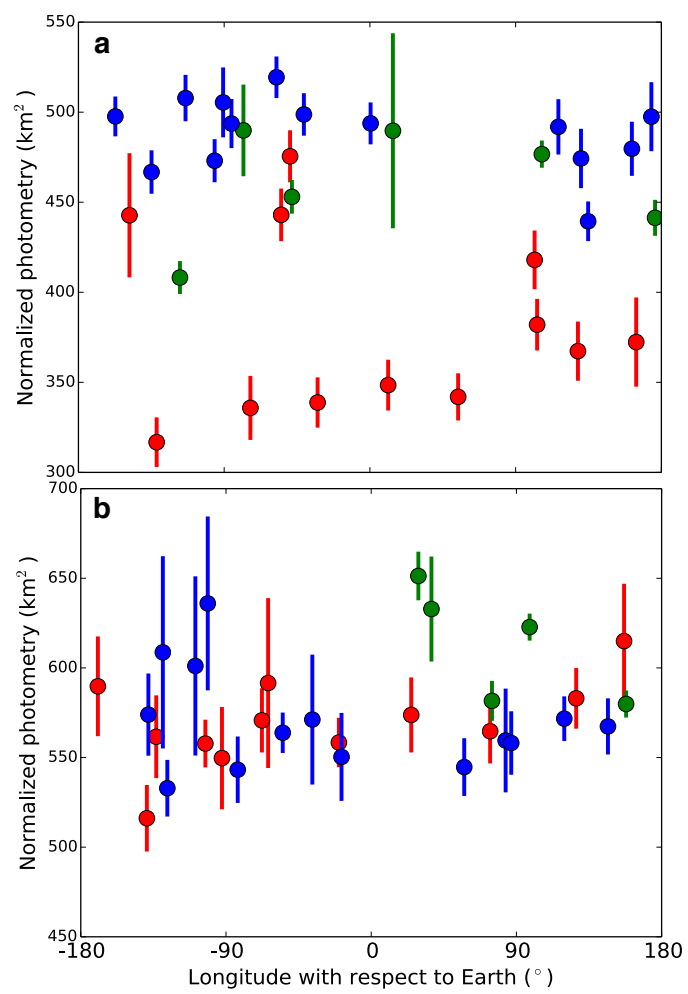 a
550
500
450
400
350
300
Normalized photometry (km²)
b
700
650
600
550
500
450
Normalized photometry (km²)
-180 -90 0 90 180
Longitude with respect to Earth (°)